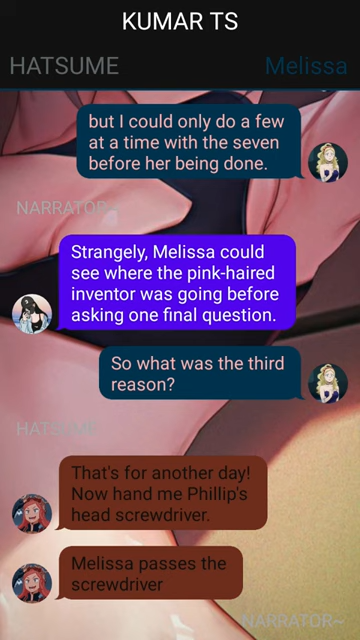 KUMAR TS
HATSUME
Melissa
but I could only do a few
at a time with the seven
before her being done.
NARRATOR~
Strangely, Melissa could
see where the pink-haired
inventor was going before
asking one final question.
So what was the third
reason?
HATSUME
That's for another day!
Now hand me Phillip's
head screwdriver.
Melissa passes the
screwdriver
NARRATOR~